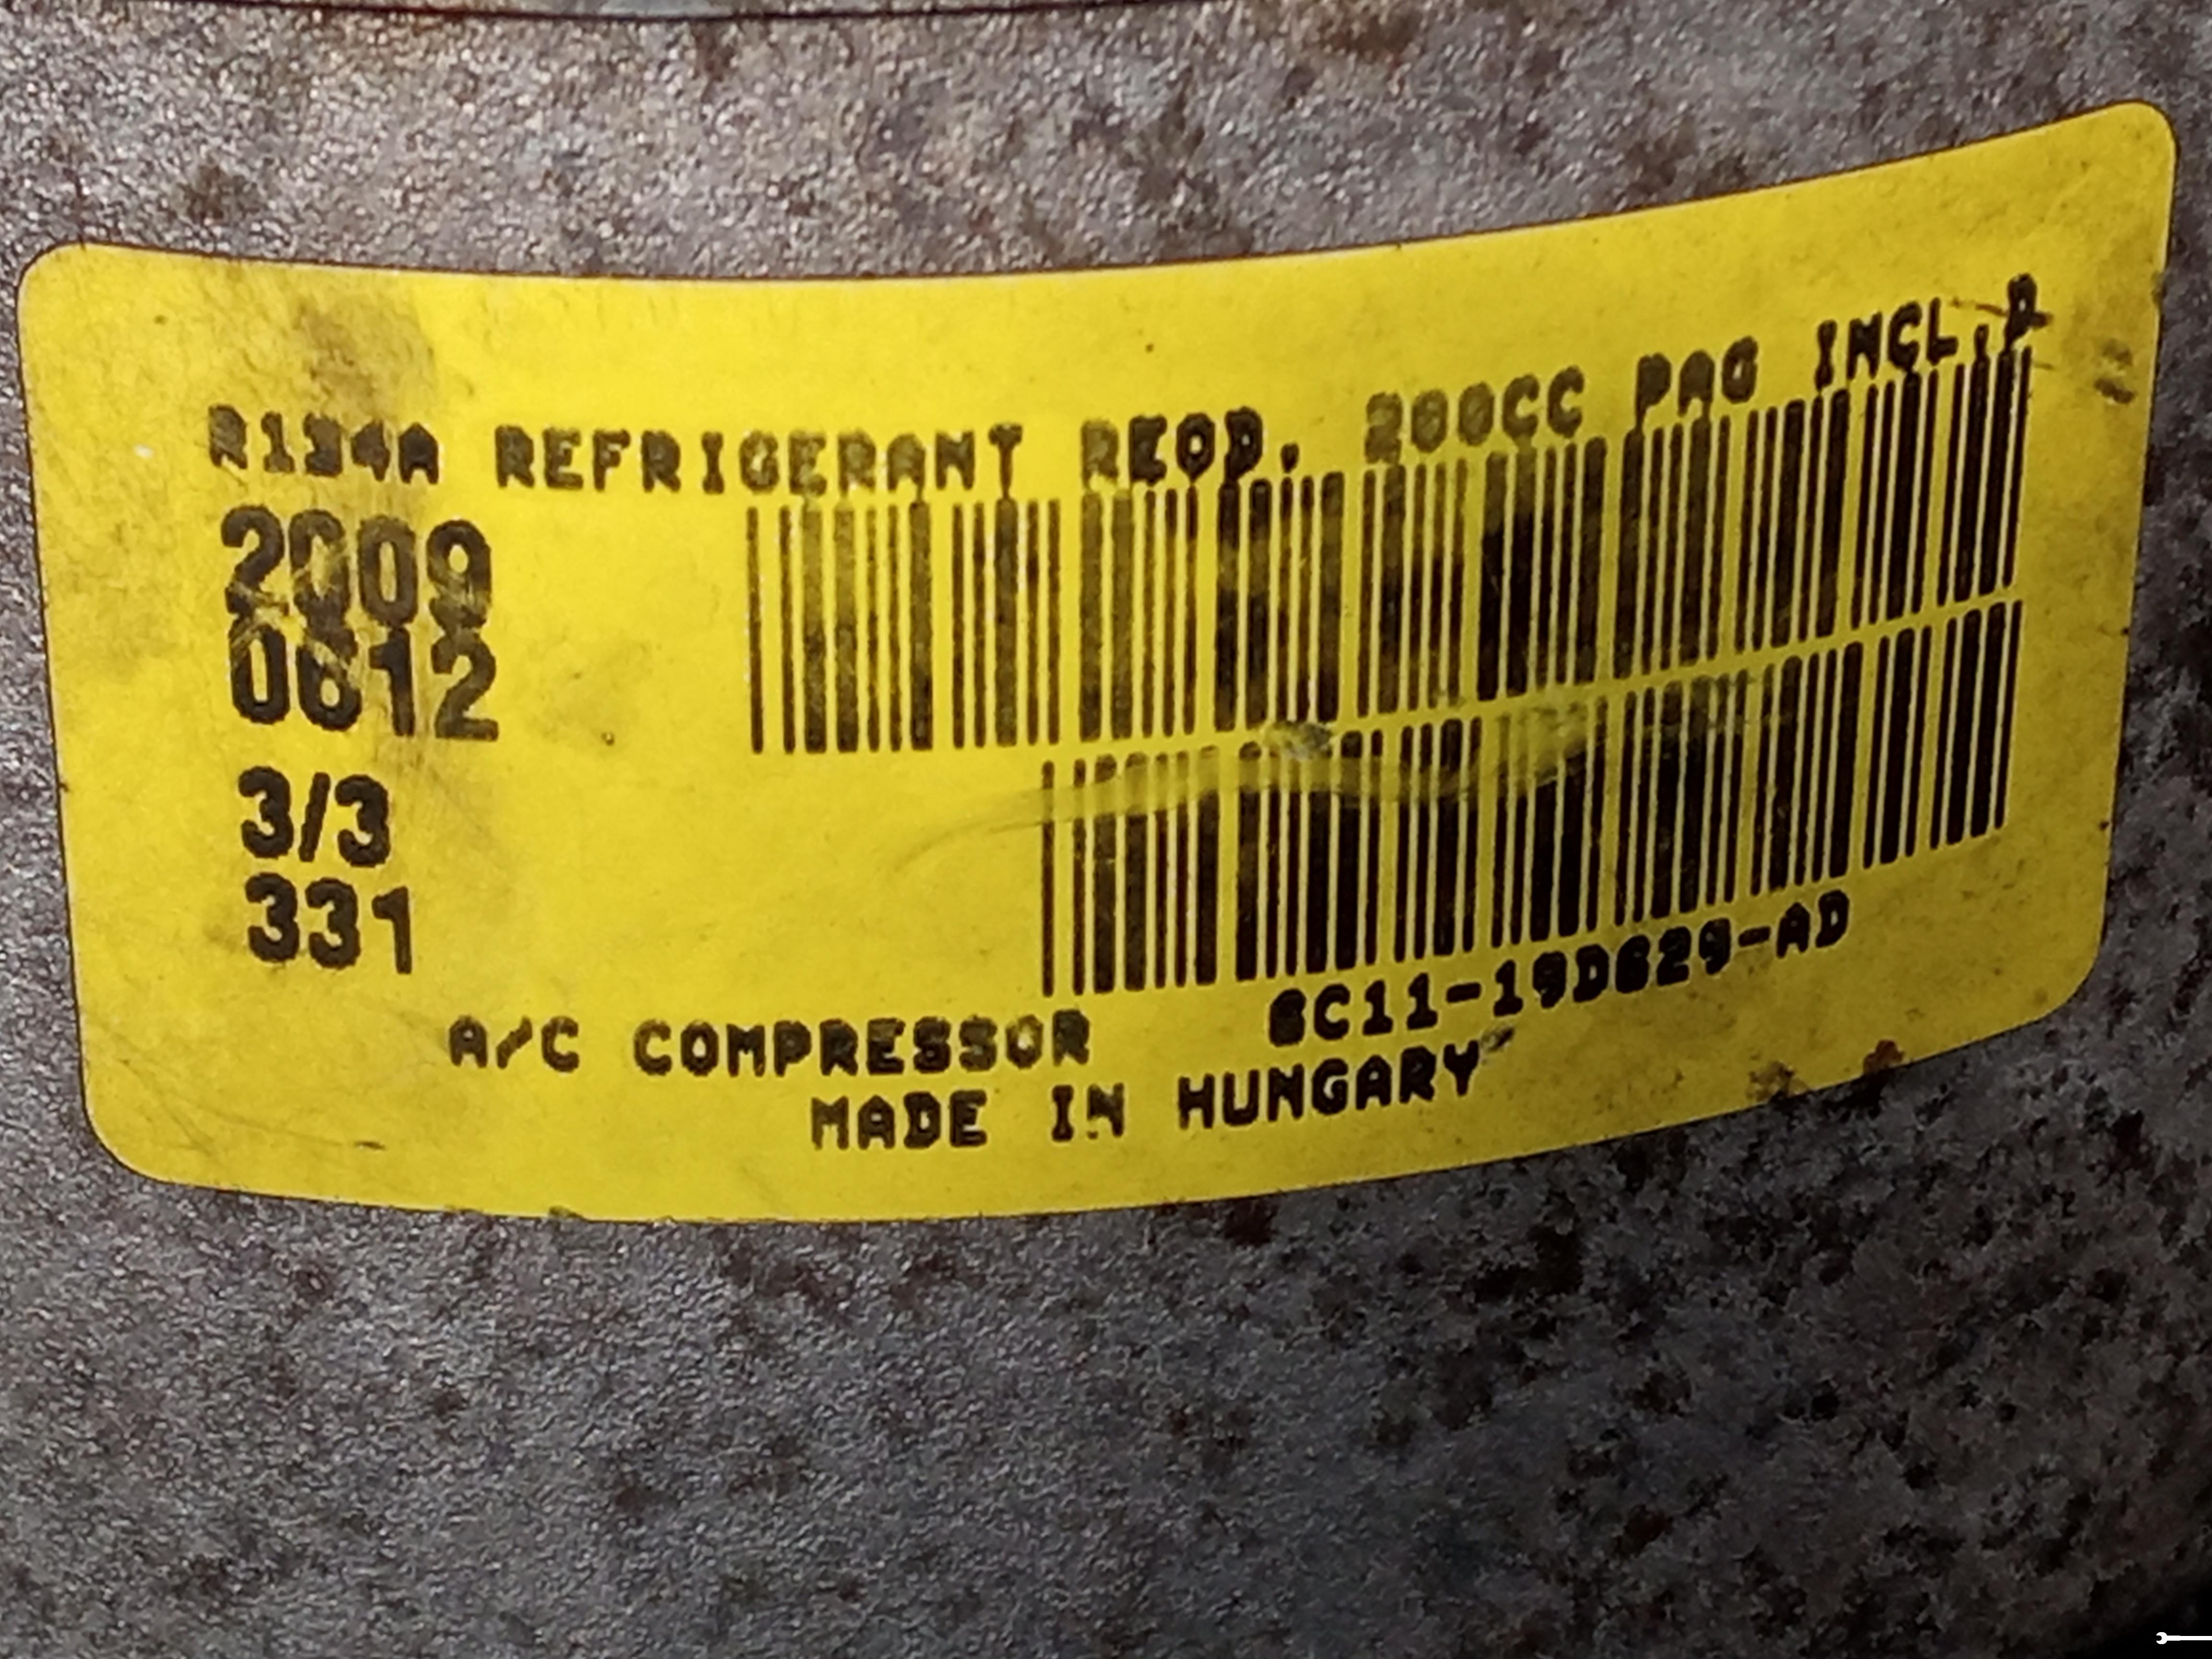 R134A REFRIGERANT REQD. 200CC PAG INCL.
2009
0612
3/3
331
A/C COMPRESSOR 6C11-19D629-AD
MADE IN HUNGARY